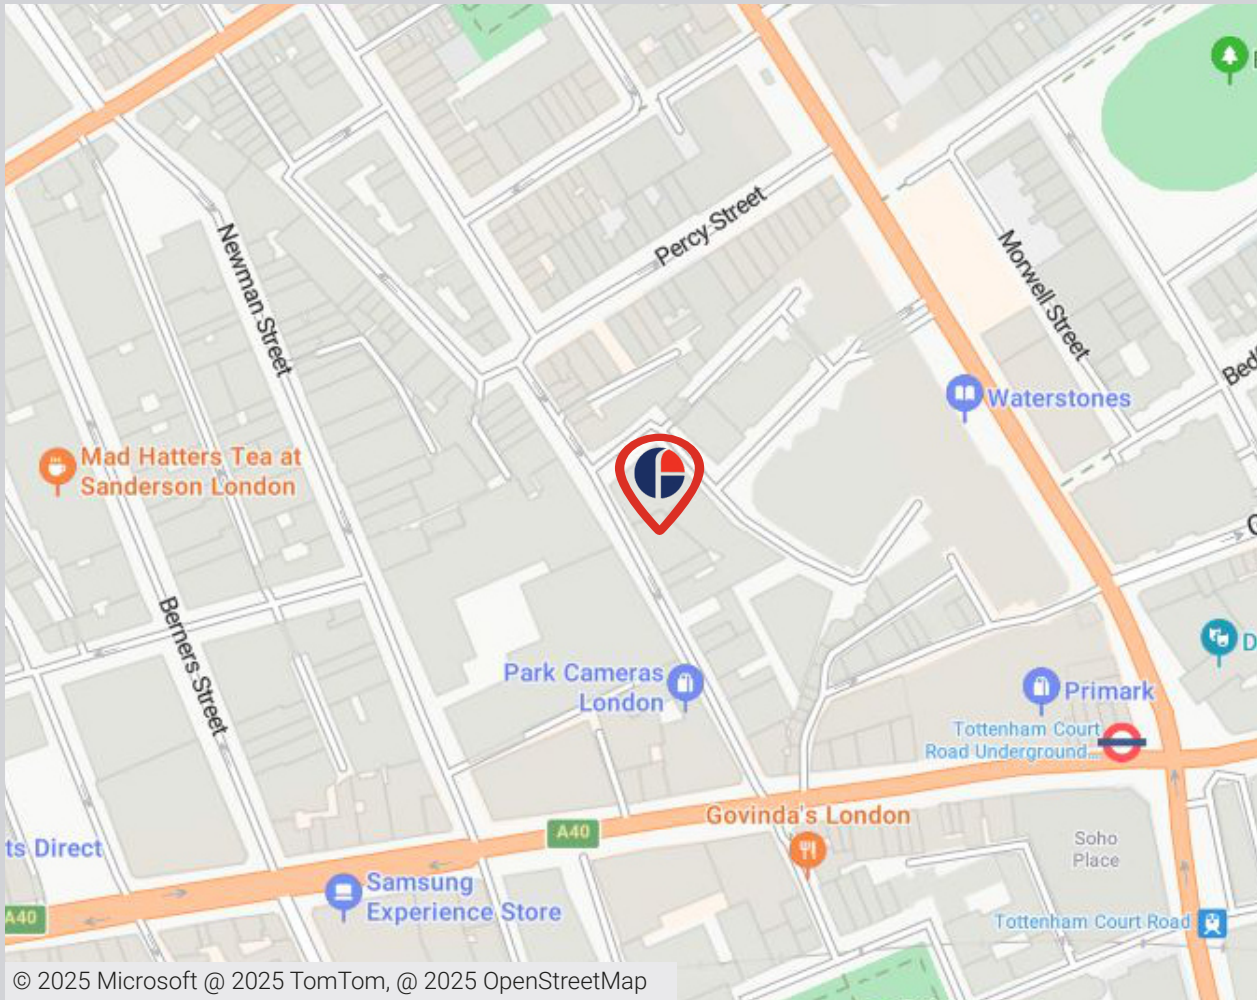 Percy Street
Newman Street
Morwell Street
Waterstones
Mad Hatters Tea at
Sanderson London
Berners Street
Park Cameras
London
Primark
Tottenham Court
Road Underground...
A40
Govinda's London
Soho
Place
ts Direct
Samsung
Experience Store
A40
Tottenham Court Road
© 2025 Microsoft @ 2025 TomTom, @ 2025 OpenStreetMap